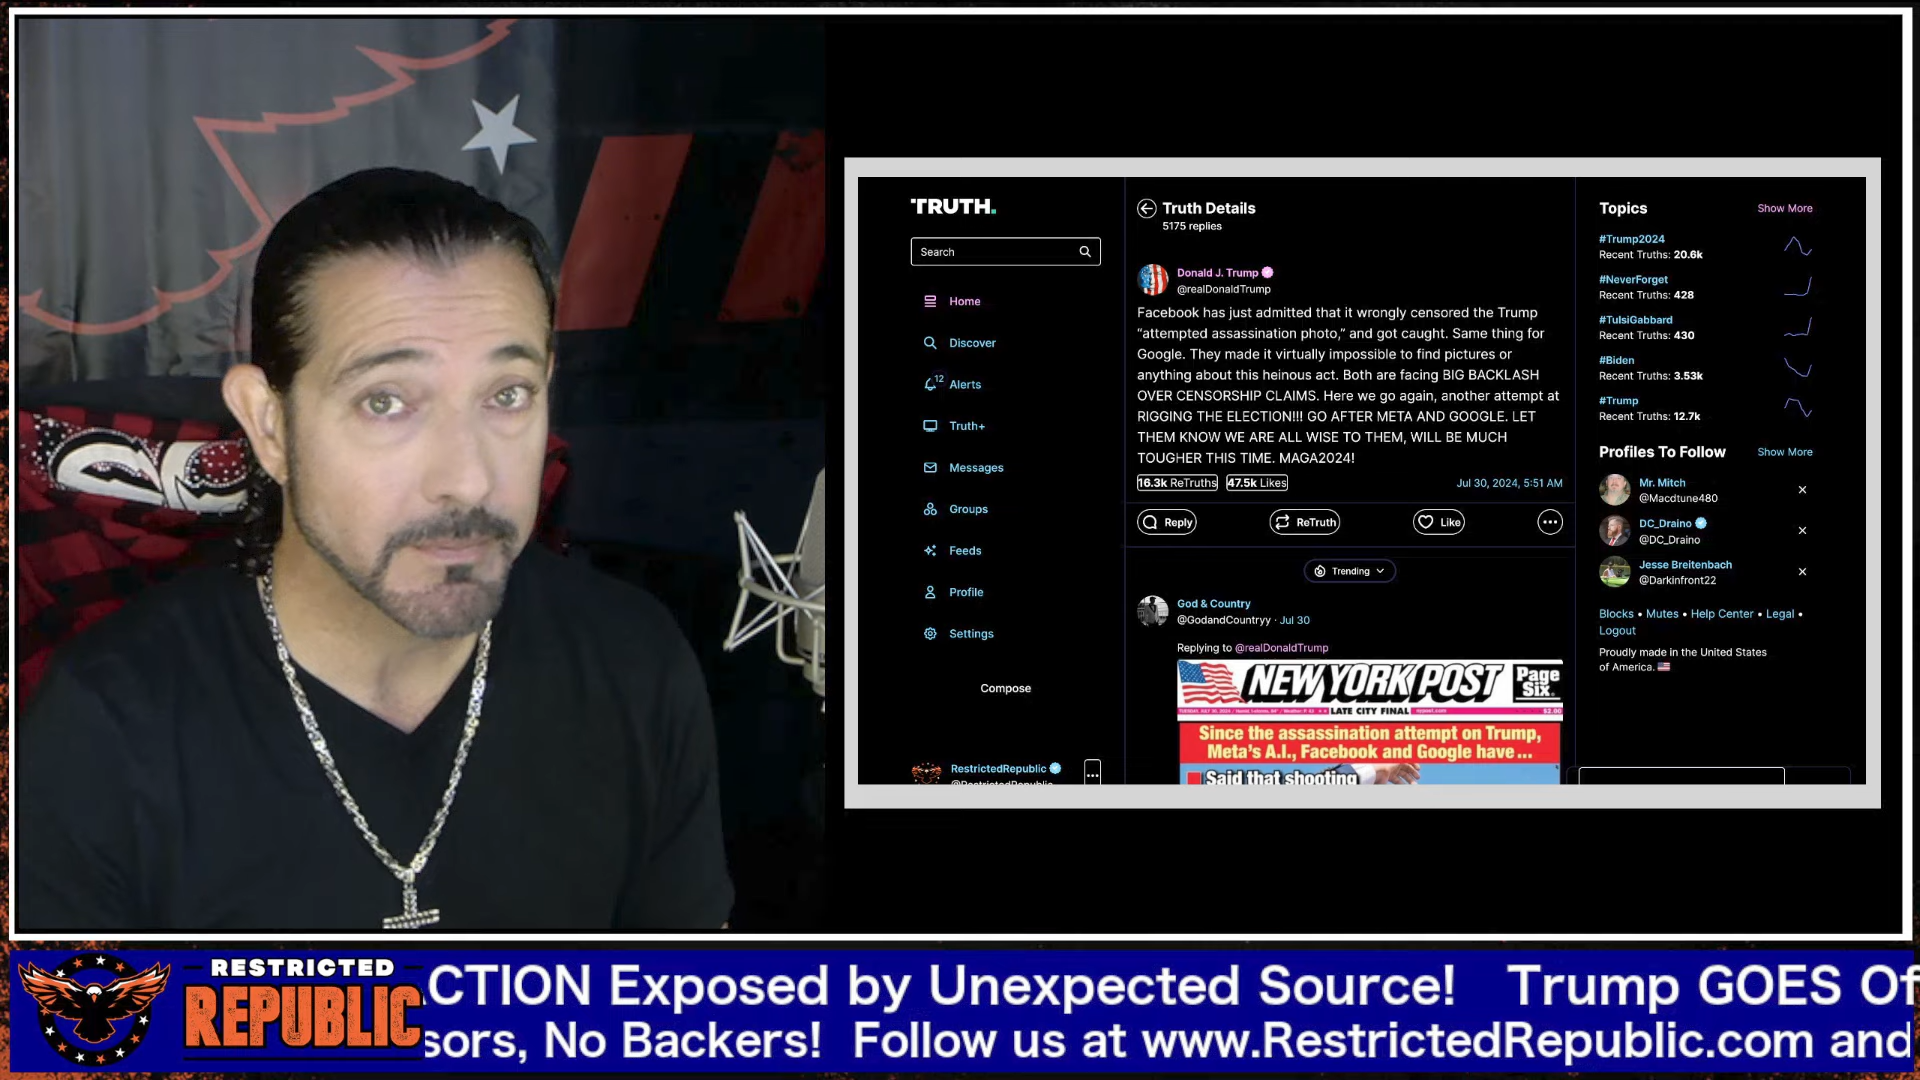 TRUTH.
Search
Home
Discover
12
Alerts
Truth+
Messages
Groups
Feeds
Profile
Settings
Compose
RestrictedRepublic
Truth Details
5175 replies
Donald J. Trump
@realDonaldTrump
Facebook has just admitted that it wrongly censored the Trump
“attempted assassination photo,” and got caught. Same thing for
Google. They made it virtually impossible to find pictures or
anything about this heinous act. Both are facing BIG BACKLASH
OVER CENSORSHIP CLAIMS. Here we go again, another attempt at
RIGGING THE ELECTION!!! GO AFTER META AND GOOGLE. LET
THEM KNOW WE ARE ALL WISE TO THEM, WILL BE MUCH
TOUGHER THIS TIME. MAGA2024!
16.3k ReTruths 47.5k Likes Jul 30, 2024, 5:51 AM
Reply ReTruth Like
Trending
God & Country
@GodandCountryy · Jul 30
Replying to @realDonaldTrump
NEW YORK POST Page Six
LATE CITY FINAL nypost.com $2.00
Since the assassination attempt on Trump,
Meta's A.I., Facebook and Google have ...
Said that shooting
Topics Show More
#Trump2024
Recent Truths: 20.6k
#NeverForget
Recent Truths: 428
#TulsiGabbard
Recent Truths: 430
#Biden
Recent Truths: 3.53k
#Trump
Recent Truths: 12.7k
Profiles To Follow Show More
Mr. Mitch
@Macdtune480
DC_Draino
@DC_Draino
Jesse Breitenbach
@Darkinfront22
Blocks • Mutes • Help Center • Legal •
Logout
Proudly made in the United States
of America.
RESTRICTED
REPUBLIC
CTION Exposed by Unexpected Source! Trump GOES Of
sors, No Backers! Follow us at www.RestrictedRepublic.com and